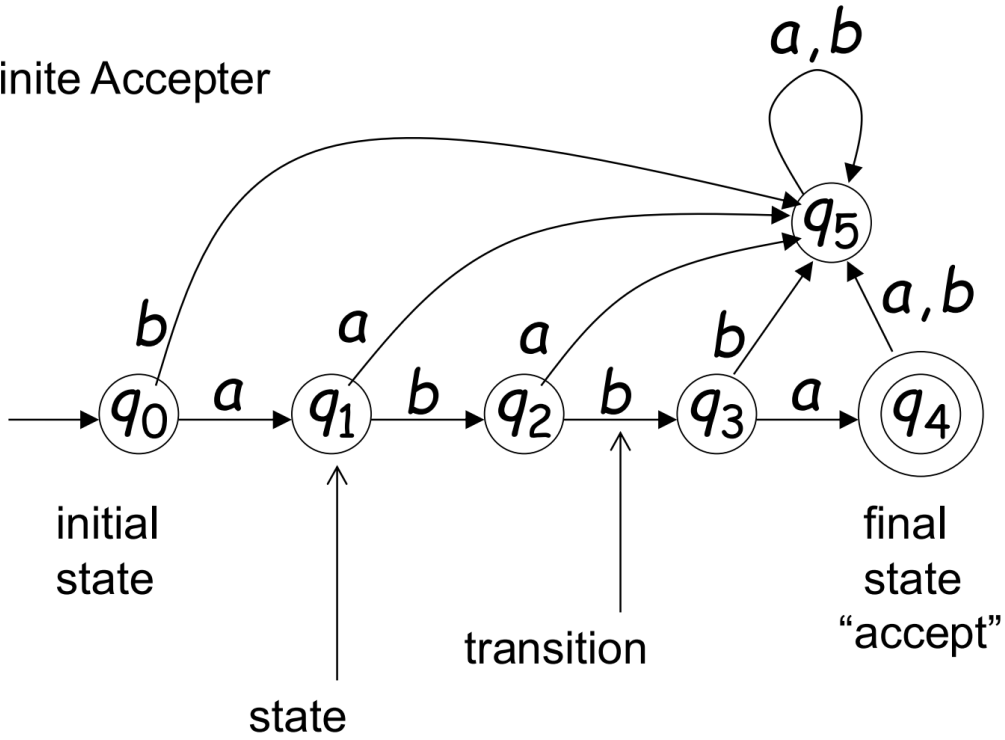 inite Accepter
a,b
q5
a,b
b
a
a
b
q0
a
q1
b
q2
b
q3
a
q4
initial
state
final
state
“accept”
transition
state